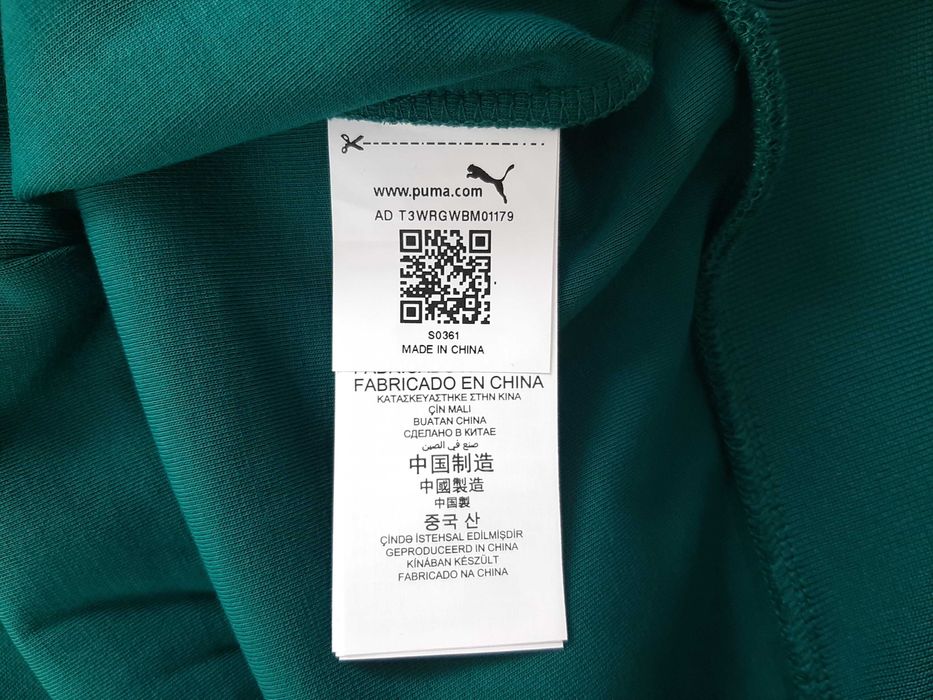 www.puma.com
AD T3WRGWBM01179
S0361
MADE IN CHINA
FABRICADO EN CHINA
ΚΑΤΑΣΚΕΥΑΣΤΗΚΕ ΣΤΗΝ ΚΙΝΑ
ÇİN MALI
BUATAN CHINA
СДЕЛАНО В КИТАЕ
صنع في الصين
中国制造
中國製造
中国製
중국 산
ÇİNDƏ İSTEHSAL EDİLMİŞDİR
GEPRODUCEERD IN CHINA
KÍNÁBAN KÉSZÜLT
FABRICADO NA CHINA